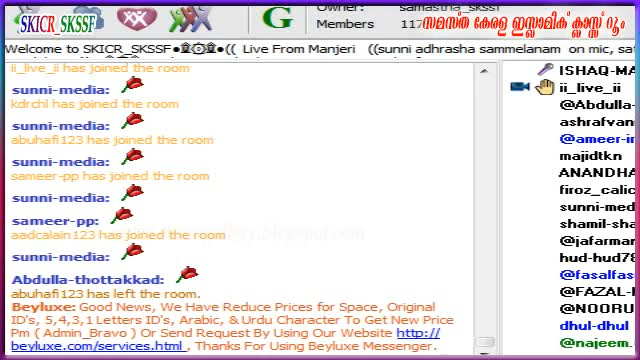 SKICR_SKSSF
G
Owner: samastha_skssf
Members 117
സമസ്ത കേരള ഇസ്ലാമിക് ക്ലാസ്സ് റൂം
Welcome to SKICR_SKSSF
(( Live From Manjeri ((sunni adhrasha sammelanam on mic, sat
ii_live_ii has joined the room
sunni-media:
kdrchl has joined the room
sunni-media:
abuhafi123 has joined the room
sunni-media:
sameer-pp has joined the room
sunni-media:
sameer-pp:
aadcalain123 has joined the room
sunni-media:
Abdulla-thottakkad:
abuhafi123 has left the room.
Beyluxe: Good News, We Have Reduce Prices for Space, Original
ID's, 5,4,3,1 Letters ID's, Arabic, & Urdu Character To Get New Price
Pm ( Admin_Bravo ) Or Send Request By Using Our Website http://
beyluxe.com/services.html , Thanks For Using Beyluxe Messenger.
ISHAQ-MA
ii_live_ii
@Abdulla-
ashrafvan
@ameer-ir
majidtkn
ANANDHA
firoz_calic
sunni-med
shamil-sha
@jafarmar
hud-hud78
@fasalfas
@FAZAL-
@NOORU
dhul-dhul
@najeem.